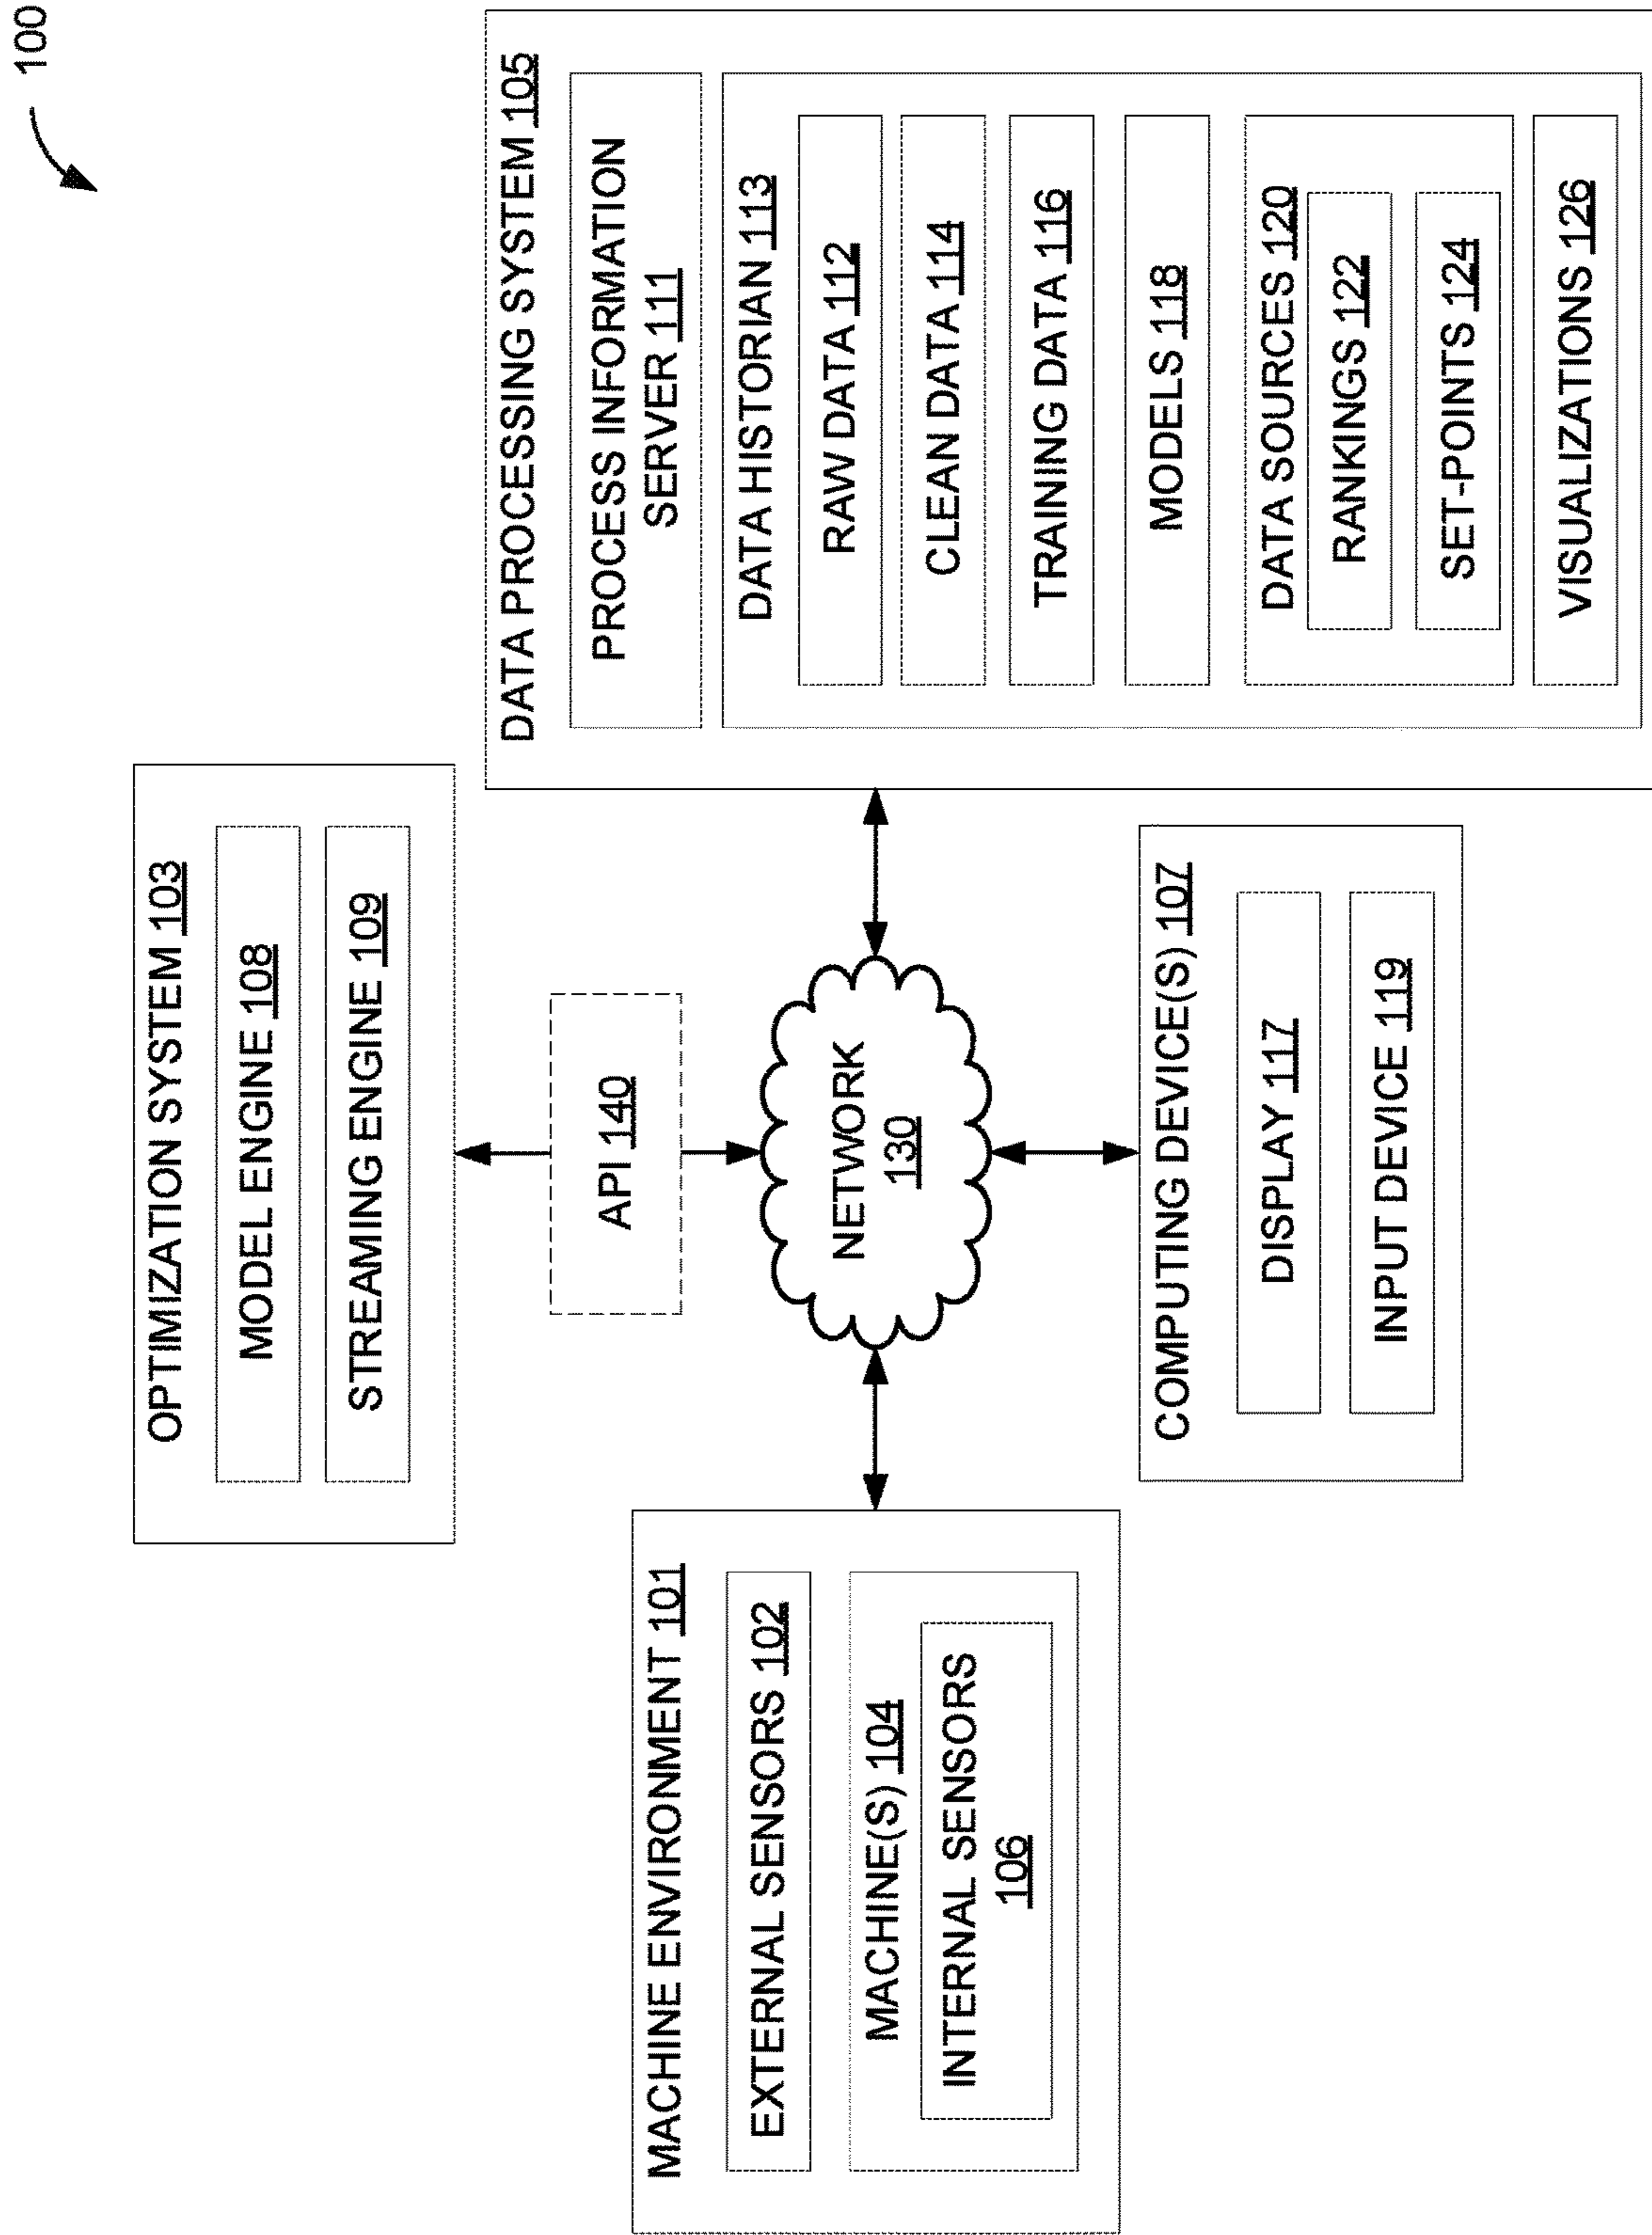 100
OPTIMIZATION SYSTEM 103
MODEL ENGINE 108
STREAMING ENGINE 109
API 140
NETWORK
130
MACHINE ENVIRONMENT 101
EXTERNAL SENSORS 102
MACHINE(S) 104
INTERNAL SENSORS
106
COMPUTING DEVICE(S) 107
DISPLAY 117
INPUT DEVICE 119
DATA PROCESSING SYSTEM 105
PROCESS INFORMATION
SERVER 111
DATA HISTORIAN 113
RAW DATA 112
CLEAN DATA 114
TRAINING DATA 116
MODELS 118
DATA SOURCES 120
RANKINGS 122
SET-POINTS 124
VISUALIZATIONS 126